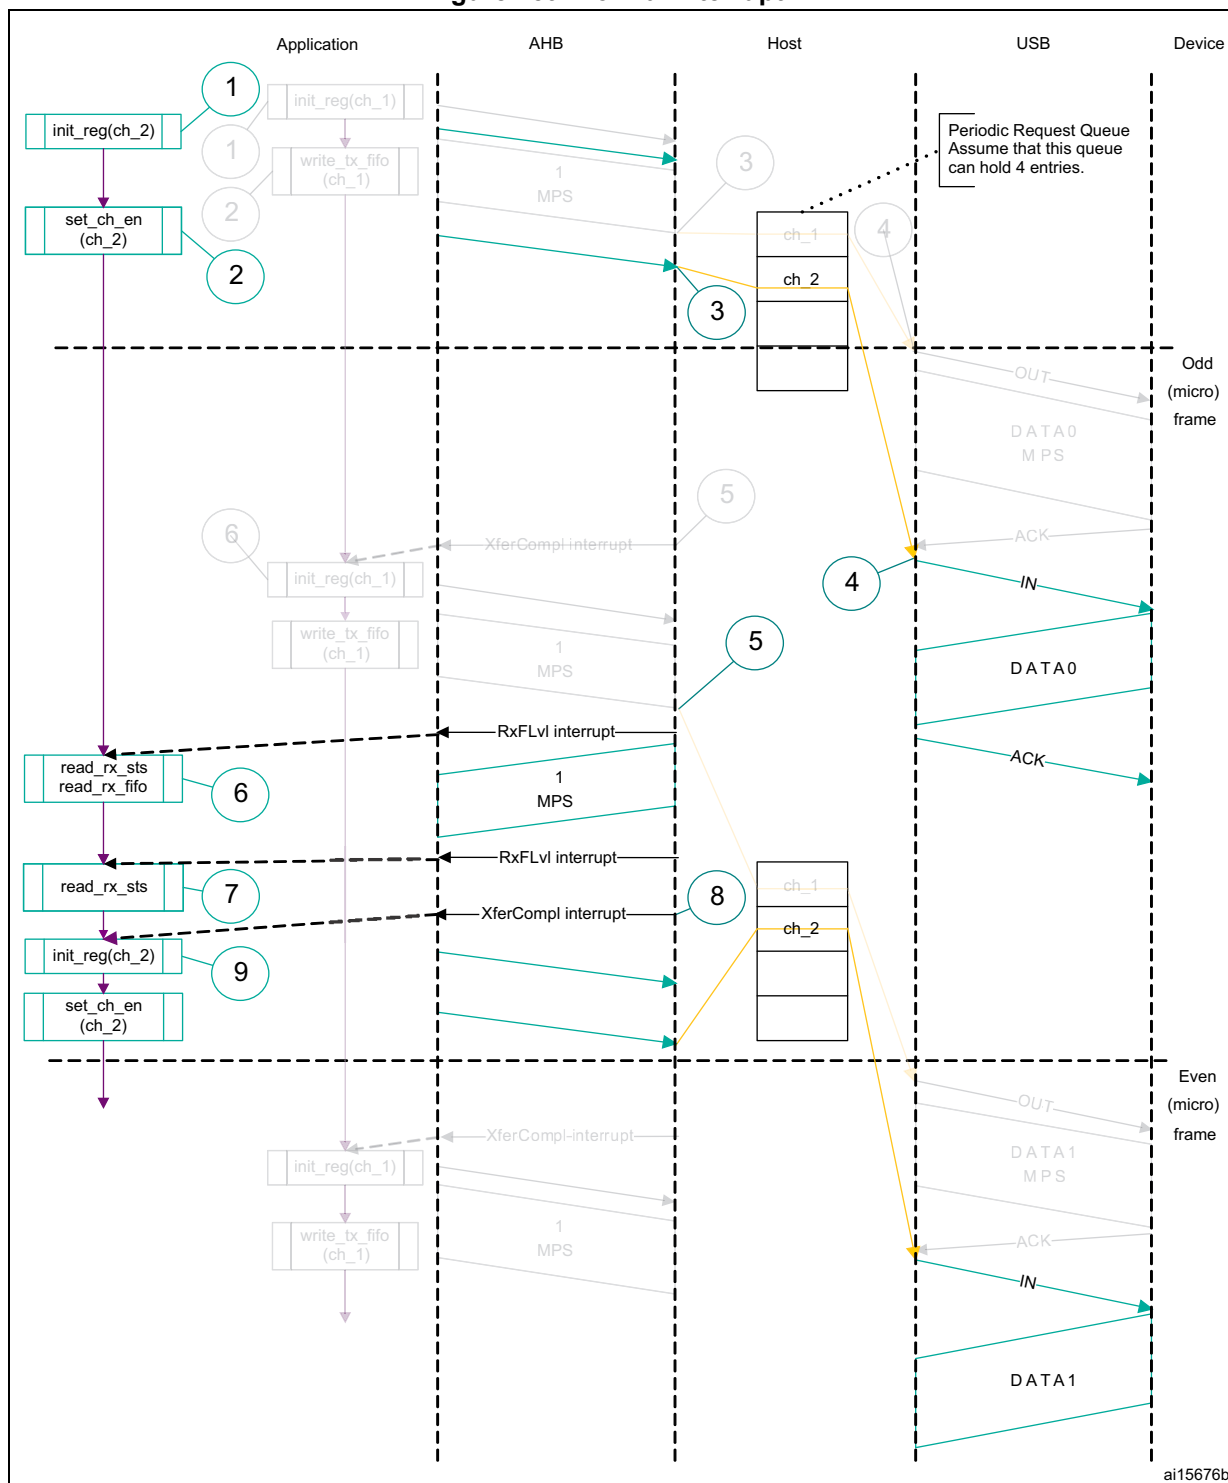 Application
AHB
Host
USB
Device
1
init_reg(ch_1)
init_reg(ch_2)
1
write_tx_fifo
(ch_1)
1
MPS
3
Periodic Request Queue
Assume that this queue
can hold 4 entries.
2
set_ch_en
(ch_2)
2
ch_1
4
ch_2
3
Odd
(micro)
frame
OUT
DATA0
MPS
5
6
XferCompl interrupt
ACK
init_reg(ch_1)
4
IN
write_tx_fifo
(ch_1)
1
MPS
5
DATA0
RxFLvl interrupt
ACK
read_rx_sts
read_rx_fifo
6
1
MPS
RxFLvl interrupt
read_rx_sts
7
ch_1
8
XferCompl interrupt
ch_2
init_reg(ch_2)
9
set_ch_en
(ch_2)
Even
(micro)
frame
OUT
XferCompl-interrupt
init_reg(ch_1)
DATA1
MPS
write_tx_fifo
(ch_1)
1
MPS
ACK
IN
DATA1
ai15676b